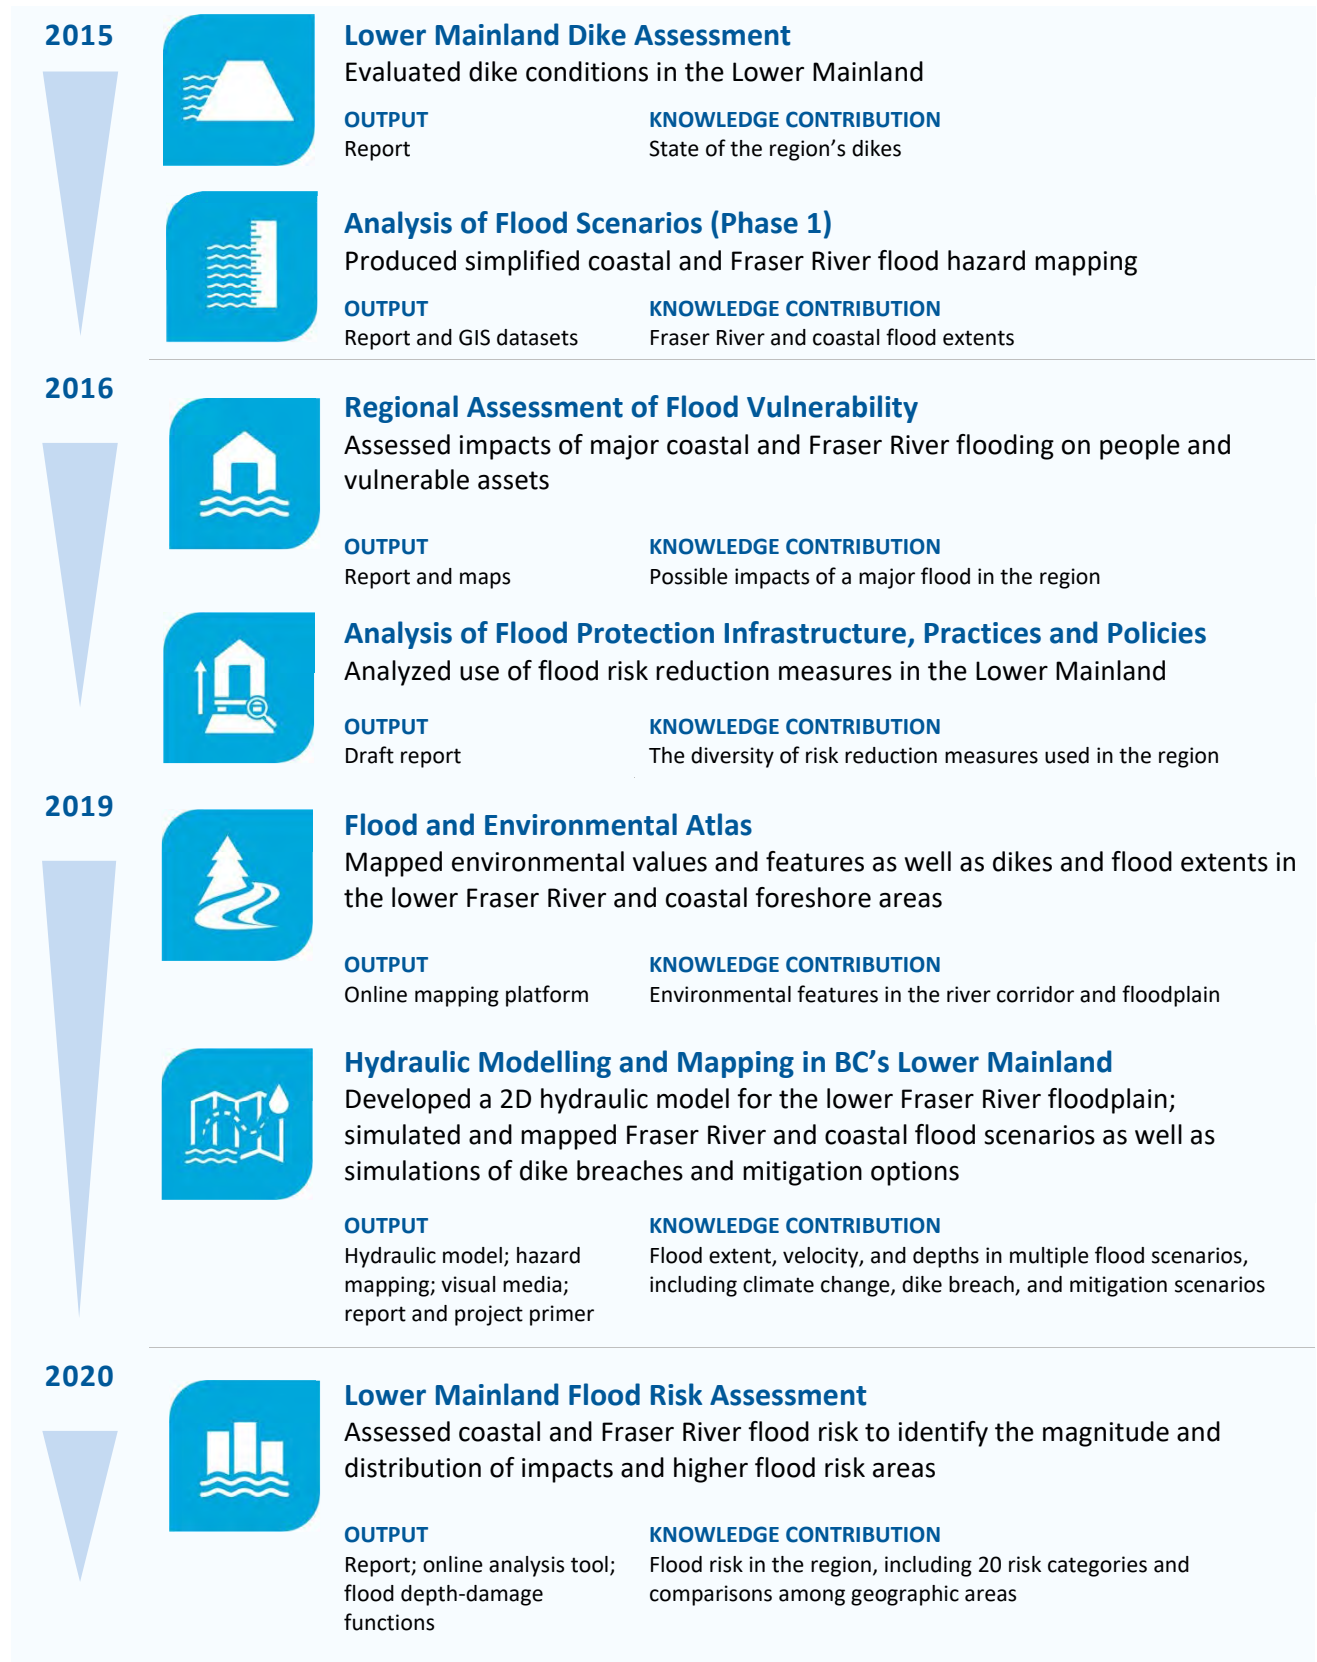 2015
Lower Mainland Dike Assessment
Evaluated dike conditions in the Lower Mainland
OUTPUT
Report
KNOWLEDGE CONTRIBUTION
State of the region's dikes
Analysis of Flood Scenarios (Phase 1)
Produced simplified coastal and Fraser River flood hazard mapping
OUTPUT
Report and GIS datasets
KNOWLEDGE CONTRIBUTION
Fraser River and coastal flood extents
2016
Regional Assessment of Flood Vulnerability
Assessed impacts of major coastal and Fraser River flooding on people and
vulnerable assets
OUTPUT
Report and maps
KNOWLEDGE CONTRIBUTION
Possible impacts of a major flood in the region
Analysis of Flood Protection Infrastructure, Practices and Policies
Analyzed use of flood risk reduction measures in the Lower Mainland
OUTPUT
Draft report
KNOWLEDGE CONTRIBUTION
The diversity of risk reduction measures used in the region
2019
Flood and Environmental Atlas
Mapped environmental values and features as well as dikes and flood extents in
the lower Fraser River and coastal foreshore areas
OUTPUT
Online mapping platform
KNOWLEDGE CONTRIBUTION
Environmental features in the river corridor and floodplain
Hydraulic Modelling and Mapping in BC's Lower Mainland
Developed a 2D hydraulic model for the lower Fraser River floodplain;
simulated and mapped Fraser River and coastal flood scenarios as well as
simulations of dike breaches and mitigation options
OUTPUT
Hydraulic model; hazard
mapping; visual media;
report and project primer
KNOWLEDGE CONTRIBUTION
Flood extent, velocity, and depths in multiple flood scenarios,
including climate change, dike breach, and mitigation scenarios
2020
Lower Mainland Flood Risk Assessment
Assessed coastal and Fraser River flood risk to identify the magnitude and
distribution of impacts and higher flood risk areas
OUTPUT
Report; online analysis tool;
flood depth-damage
functions
KNOWLEDGE CONTRIBUTION
Flood risk in the region, including 20 risk categories and
comparisons among geographic areas